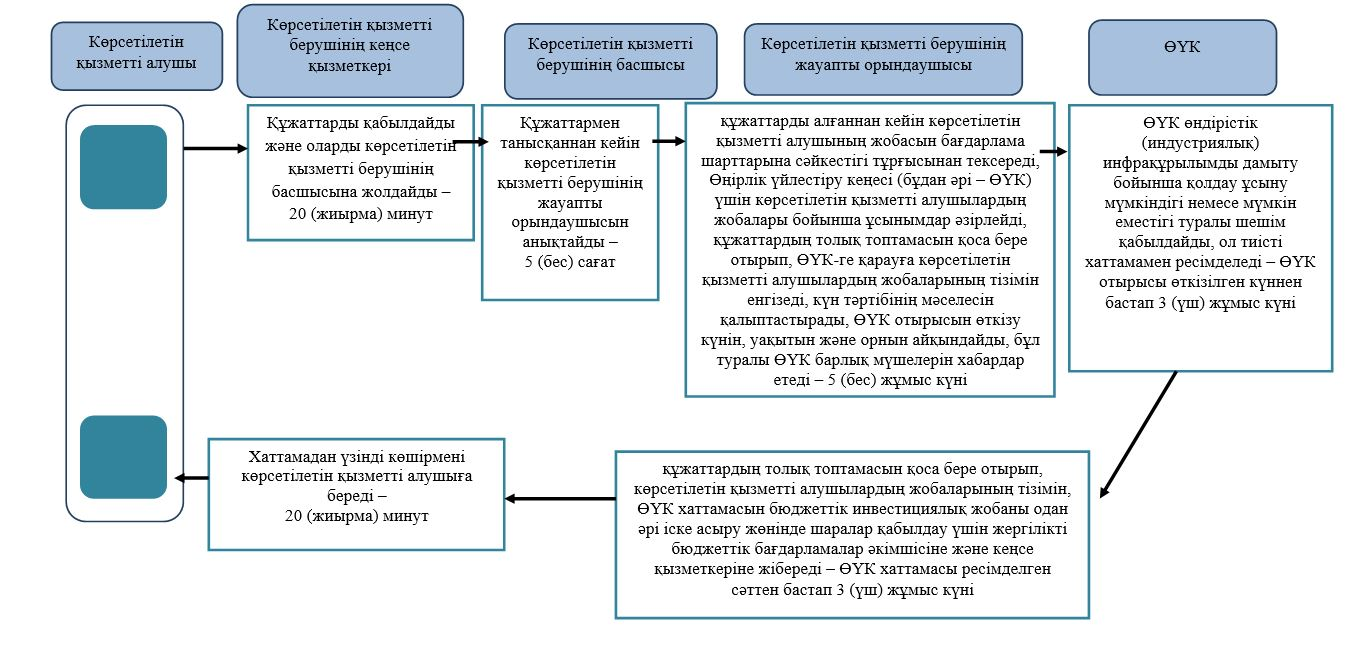 Көрсетілетін
қызметті алушы
Көрсетілетін қызметті
берушінің кеңсе
қызметкері
Көрсетілетін қызметті
берушінің басшысы
Көрсетілетін қызметті берушінің
жауапты орындаушысы
ӨҮК
Құжаттарды қабылдайды
және оларды көрсетілетін
қызметті берушінің
басшысына жолдайды –
20 (жиырма) минут
Құжаттармен
танысқаннан кейін
көрсетілетін
қызметті берушінің
жауапты
орындаушысын
анықтайды –
5 (бес) сағат
құжаттарды алғаннан кейін көрсетілетін
қызметті алушының жобасын бағдарлама
шарттарына сәйкестігі тұрғысынан тексереді,
Өңірлік үйлестіру кеңесі (бұдан әрі – ӨҮК)
үшін көрсетілетін қызметті алушылардың
жобалары бойынша ұсынымдар әзірлейді,
құжаттардың толық топтамасын қоса бере
отырып, ӨҮК-ге қарауға көрсетілетін
қызметті алушылардың жобаларының тізімін
енгізеді, күн тәртібінің мәселесін
қалыптастырады, ӨҮК отырысын өткізу
күнін, уақытын және орнын айқындайды, бұл
туралы ӨҮК барлық мүшелерін хабардар
етеді – 5 (бес) жұмыс күні
ӨҮК өндірістік
(индустриялық)
инфрақұрылымды дамыту
бойынша қолдау ұсыну
мүмкіндігі немесе мүмкін
еместігі туралы шешім
қабылдайды, ол тиісті
хаттамамен ресімделеді – ӨҮК
отырысы өткізілген күннен
бастап 3 (үш) жұмыс күні
Хаттамадан үзінді көшірмені
көрсетілетін қызметті алушыға
береді –
20 (жиырма) минут
құжаттардың толық топтамасын қоса бере отырып,
көрсетілетін қызметті алушылардың жобаларының тізімін,
ӨҮК хаттамасын бюджеттік инвестициялық жобаны одан
әрі іске асыру жөнінде шаралар қабылдау үшін жергілікті
бюджеттік бағдарламалар әкімшісіне және кеңсе
қызметкеріне жібереді – ӨҮК хаттамасы ресімделген
сәттен бастап 3 (үш) жұмыс күні